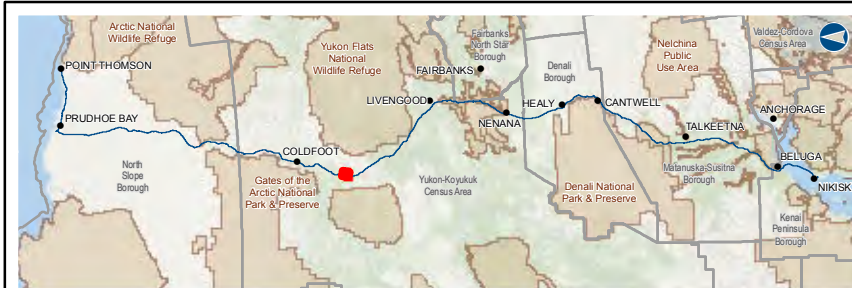 Arctic National
Wildlife Refuge
POINT THOMSON
PRUDHOE BAY
North
Slope
Borough
COLDFOOT
Gates of the
Arctic National
Park & Preserve
Yukon Flats
National
Wildlife Refuge
LIVENGOOD
Yukon-Koyukuk
Census Area
Fairbanks
North Star
Borough
FAIRBANKS
NENANA
Denali
Borough
HEALY
CANTWELL
Denali National
Park & Preserve
Nelchina
Public
Use Area
TALKEETNA
Matanuska-Susitna
Borough
Valdez-Cordova
Census Area
ANCHORAGE
BELUGA
NIKISK
Kenai
Peninsula
Borough